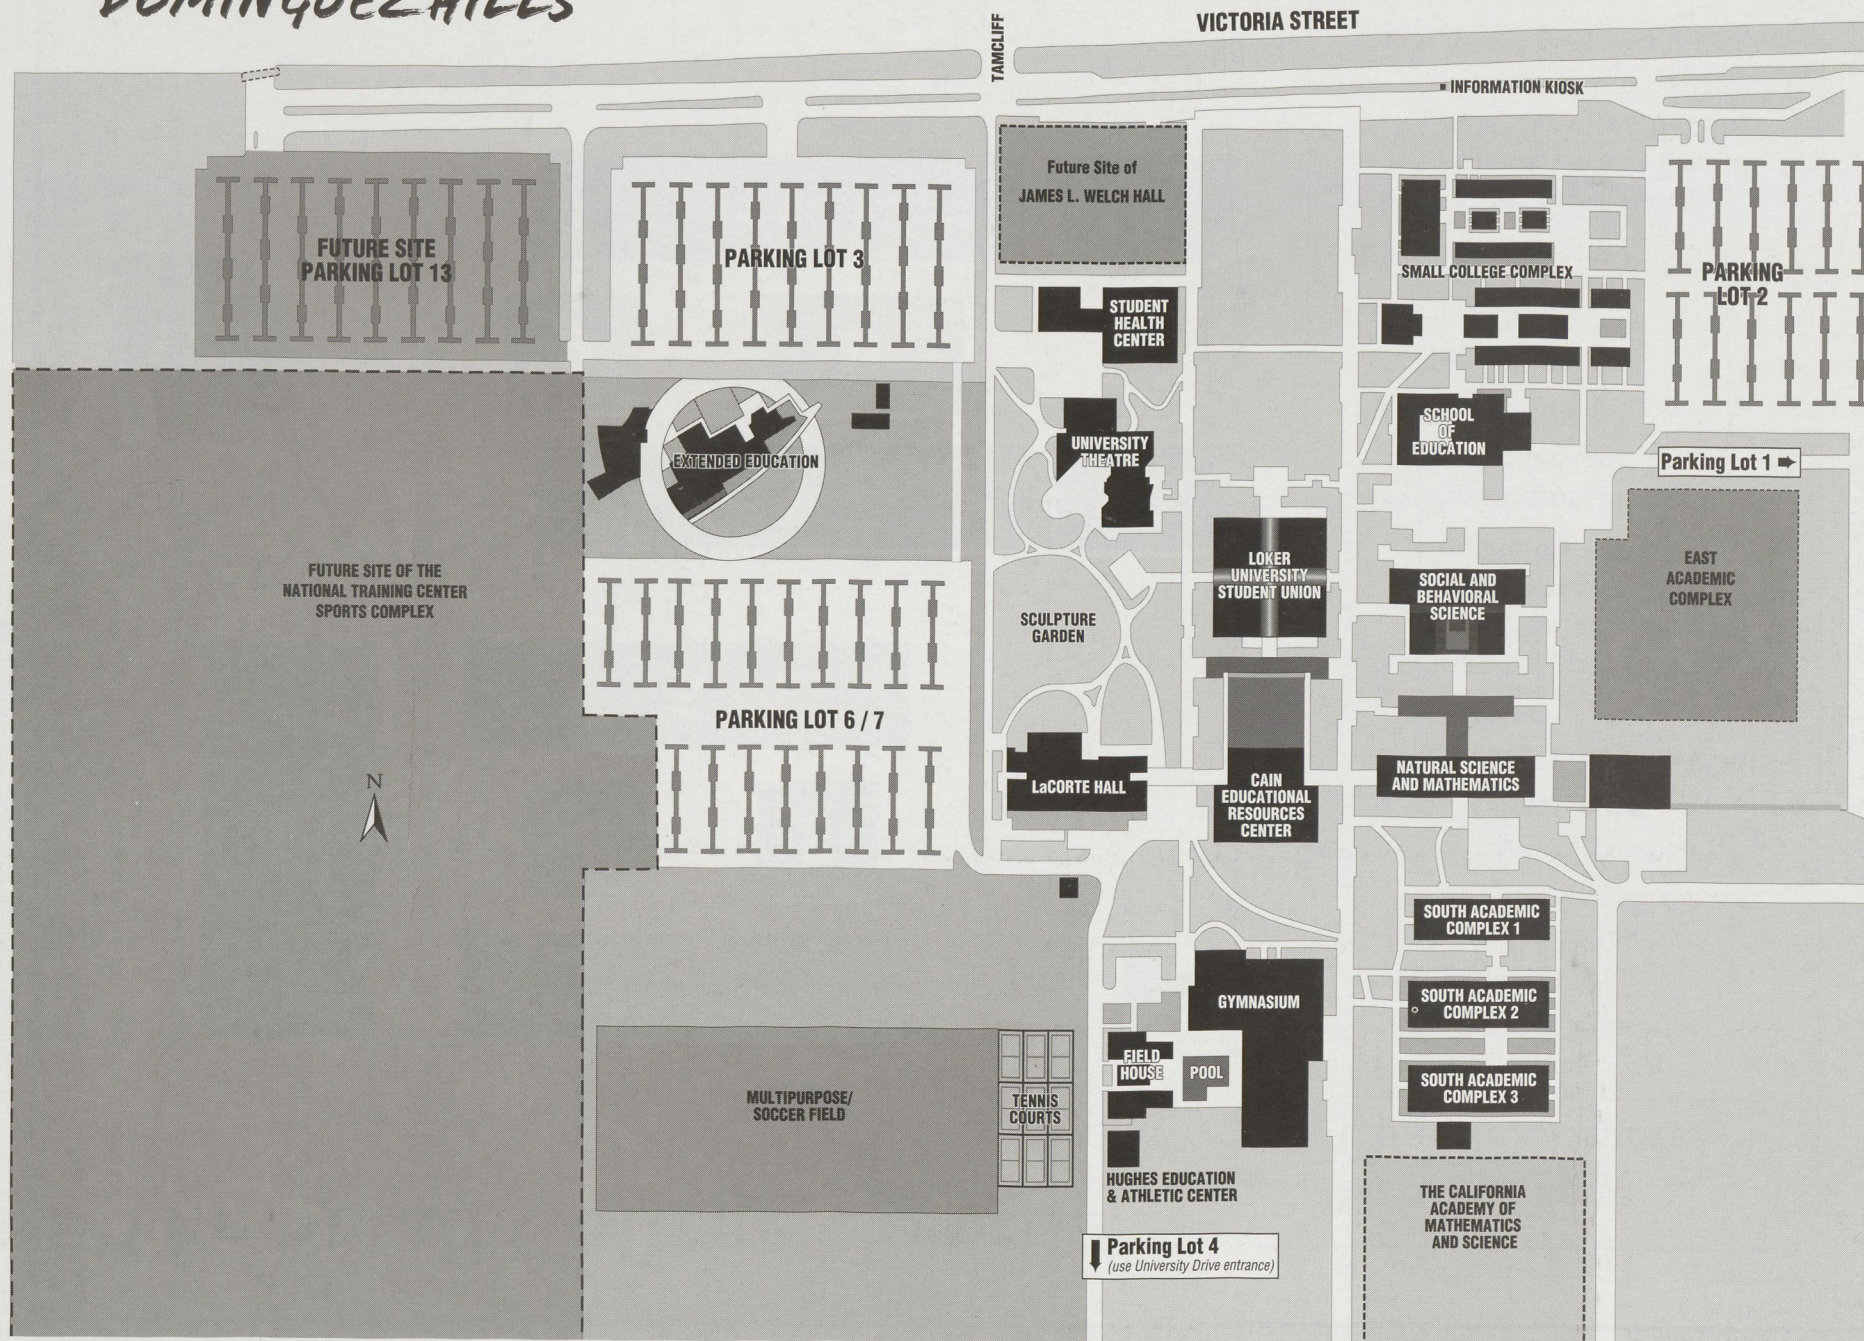 DOMINGUEZ HILLS
TAMCLIFF
VICTORIA STREET
INFORMATION KIOSK
Future Site of
JAMES L. WELCH HALL
FUTURE SITE
PARKING LOT 13
PARKING LOT 3
SMALL COLLEGE COMPLEX
PARKING
LOT 2
STUDENT
HEALTH
CENTER
SCHOOL
OF
EDUCATION
UNIVERSITY
THEATRE
EXTENDED EDUCATION
Parking Lot 1
FUTURE SITE OF THE
NATIONAL TRAINING CENTER
SPORTS COMPLEX
LOKER
UNIVERSITY
STUDENT UNION
SOCIAL AND
BEHAVIORAL
SCIENCE
EAST
ACADEMIC
COMPLEX
SCULPTURE
GARDEN
PARKING LOT 6 / 7
N
LaCORTE HALL
CAIN
EDUCATIONAL
RESOURCES
CENTER
NATURAL SCIENCE
AND MATHEMATICS
SOUTH ACADEMIC
COMPLEX 1
GYMNASIUM
SOUTH ACADEMIC
COMPLEX 2
FIELD
HOUSE
POOL
SOUTH ACADEMIC
COMPLEX 3
MULTIPURPOSE/
SOCCER FIELD
TENNIS
COURTS
HUGHES EDUCATION
& ATHLETIC CENTER
THE CALIFORNIA
ACADEMY OF
MATHEMATICS
AND SCIENCE
Parking Lot 4
(use University Drive entrance)